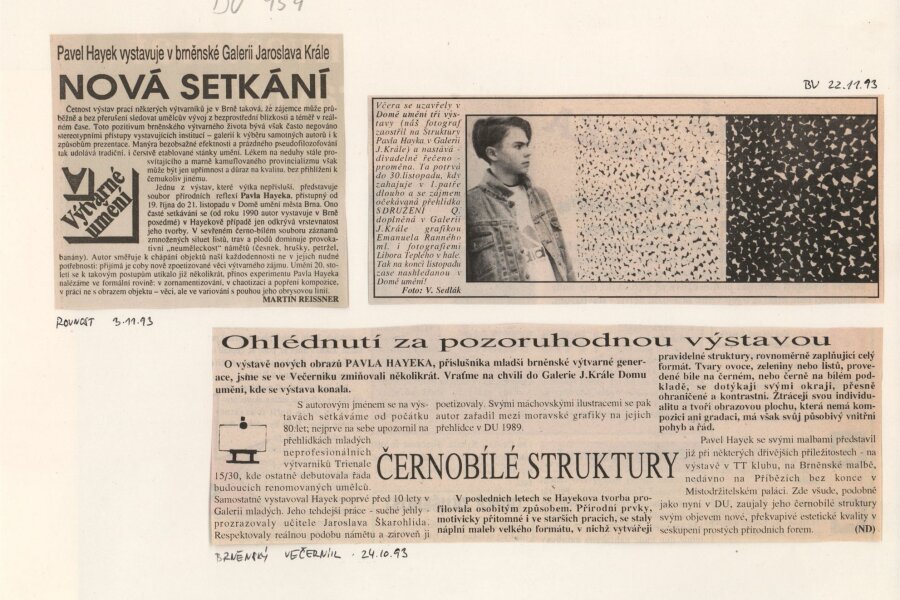 DU 939
Pavel Hayek vystavuje v brněnské Galerii Jaroslava Krále
NOVÁ SETKÁNÍ
Četnost výstav prací některých výtvarníků je v Brně taková, že zájemce může prů-
běžně a bez přerušení sledovat umělcův vývoj z bezprostřední blízkosti a téměř v reál-
ném čase. Toto pozitivum brněnského výtvarného života bývá však často negováno
stereotypními přístupy vystavujících institucí – galerií k výběru samotných autorů i k
způsobům prezentace. Manýra bezobsažné efektnosti a prázdného pseudofilozofování
tak udolává tradiční, i čerstvě etablované stánky umění. Lékem na neduhy stále pro-
svítajícího a marně kamuflovaného provincialismu však
může být jen upřímnost a důraz na kvalitu, bez přihlížení k
čemukoliv jinému.
Výtvarné
umění
Jednu z výstav, které výtka nepřísluší, představuje
soubor přírodních reflexí Pavla Hayeka, přístupný od
19. října do 21. listopadu v Domě umění města Brna. Ono
časté setkávání se (od roku 1990 autor vystavuje v Brně
posedmé) v Hayekově případě jen odkrývá vrstevnatost
jeho tvorby. V sevřeném černo-bílém souboru záznamů
zmnožených siluet listů, trav a plodů dominuje provoka-
tivní „neuměleckost" námětů (česnek, hrušky, petržel,
banány). Autor směřuje k chápání objektů naší každodennosti ne v jejich nudné
potřebnosti: přijímá je coby nově zpoetizované věci výtvarného zájmu. Umění 20. sto-
letí se k takovým postupům utíkalo již několikrát, přínos experimentu Pavla Hayeka
nalézáme ve formální rovině: v zornamentizování, v chaotizaci a popření kompozice,
v práci ne s obrazem objektu – věci, ale ve variování s pouhou jeho obrysovou linií.
MARTIN REISSNER
ROVNOST 3.11.93
BV 22.11.93
Včera se uzavřely v
Domě umění tři výs-
tavy (náš fotograf
zaostřil na Struktury
Pavla Hayka v Galerii
J.Krále) a nastává -
divadelně řečeno -
proměna. Ta potrvá
do 30.listopadu, kdy
zahajuje v 1.patře
dlouho a se zájmem
očekávaná přehlídka
SDRUŽENÍ Q,
doplněná v Galerii
J.Krále grafikou
Emanuela Ranného
ml. i fotografiemi
Libora Teplého v hale.
Tak na konci listopadu
zase nashledanou v
Domě umění!
Foto: V. Sedlák
Ohlédnutí za pozoruhodnou výstavou
O výstavě nových obrazů PAVLA HAYEKA, příslušníka mladší brněnské výtvarné gener-
ace, jsme se ve Večerníku zmiňovali několikrát. Vraťme na chvíli do Galerie J.Krále Domu
umění, kde se výstava konala.
S autorovým jménem se na výs-
tavách setkáváme od počátku
80.let; nejprve na sebe upozornil na
přehlídkách mladých
neprofesionálních
výtvarníků Trienale
15/30, kde ostatně debutovala řada
budoucích renomovaných umělců.
Samostatně vystavoval Hayek poprvé před 10 lety v
Galerii mladých. Jeho tehdejší práce - suché jehly -
prozrazovaly učitele Jaroslava Škarohlída.
Respektovaly reálnou podobu námětu a zároveň ji
poetizovaly. Svými máchovskými ilustracemi se pak
autor zařadil mezi moravské grafiky na jejich
přehlídce v DU 1989.
ČERNOBÍLÉ STRUKTURY
V posledních letech se Hayekova tvorba pro-
filovala osobitým způsobem. Přírodní prvky,
motivicky přítomné i ve starších pracích, se staly
náplní maleb velkého formátu, v nichž vytvářejí
pravidelné struktury, rovnoměrně zaplňující celý
formát. Tvary ovoce, zeleniny nebo listů, prove-
dené bíle na černém, nebo černě na bílém pod-
kladě, se dotýkají svými okraji, přesně
ohraničené a kontrastní. Ztrácejí svou individu-
alitu a tvoří obrazovou plochu, která nemá kom-
pozici ani gradaci, má však svůj působivý vnitřní
pohyb a řád.
Pavel Hayek se svými malbami představil
již při některých dřívějších příležitostech - na
výstavě v TT klubu, na Brněnské malbě,
nedávno na Příbězích bez konce v
Místodržitelském paláci. Zde všude, podobně
jako nyní v DU, zaujaly jeho černobílé struktury
svým objevem nové, překvapivé estetické kvality v
seskupení prostých přírodních forem.
(ND)
BRNĚNSKÝ VEČERNÍK . 24.10.93